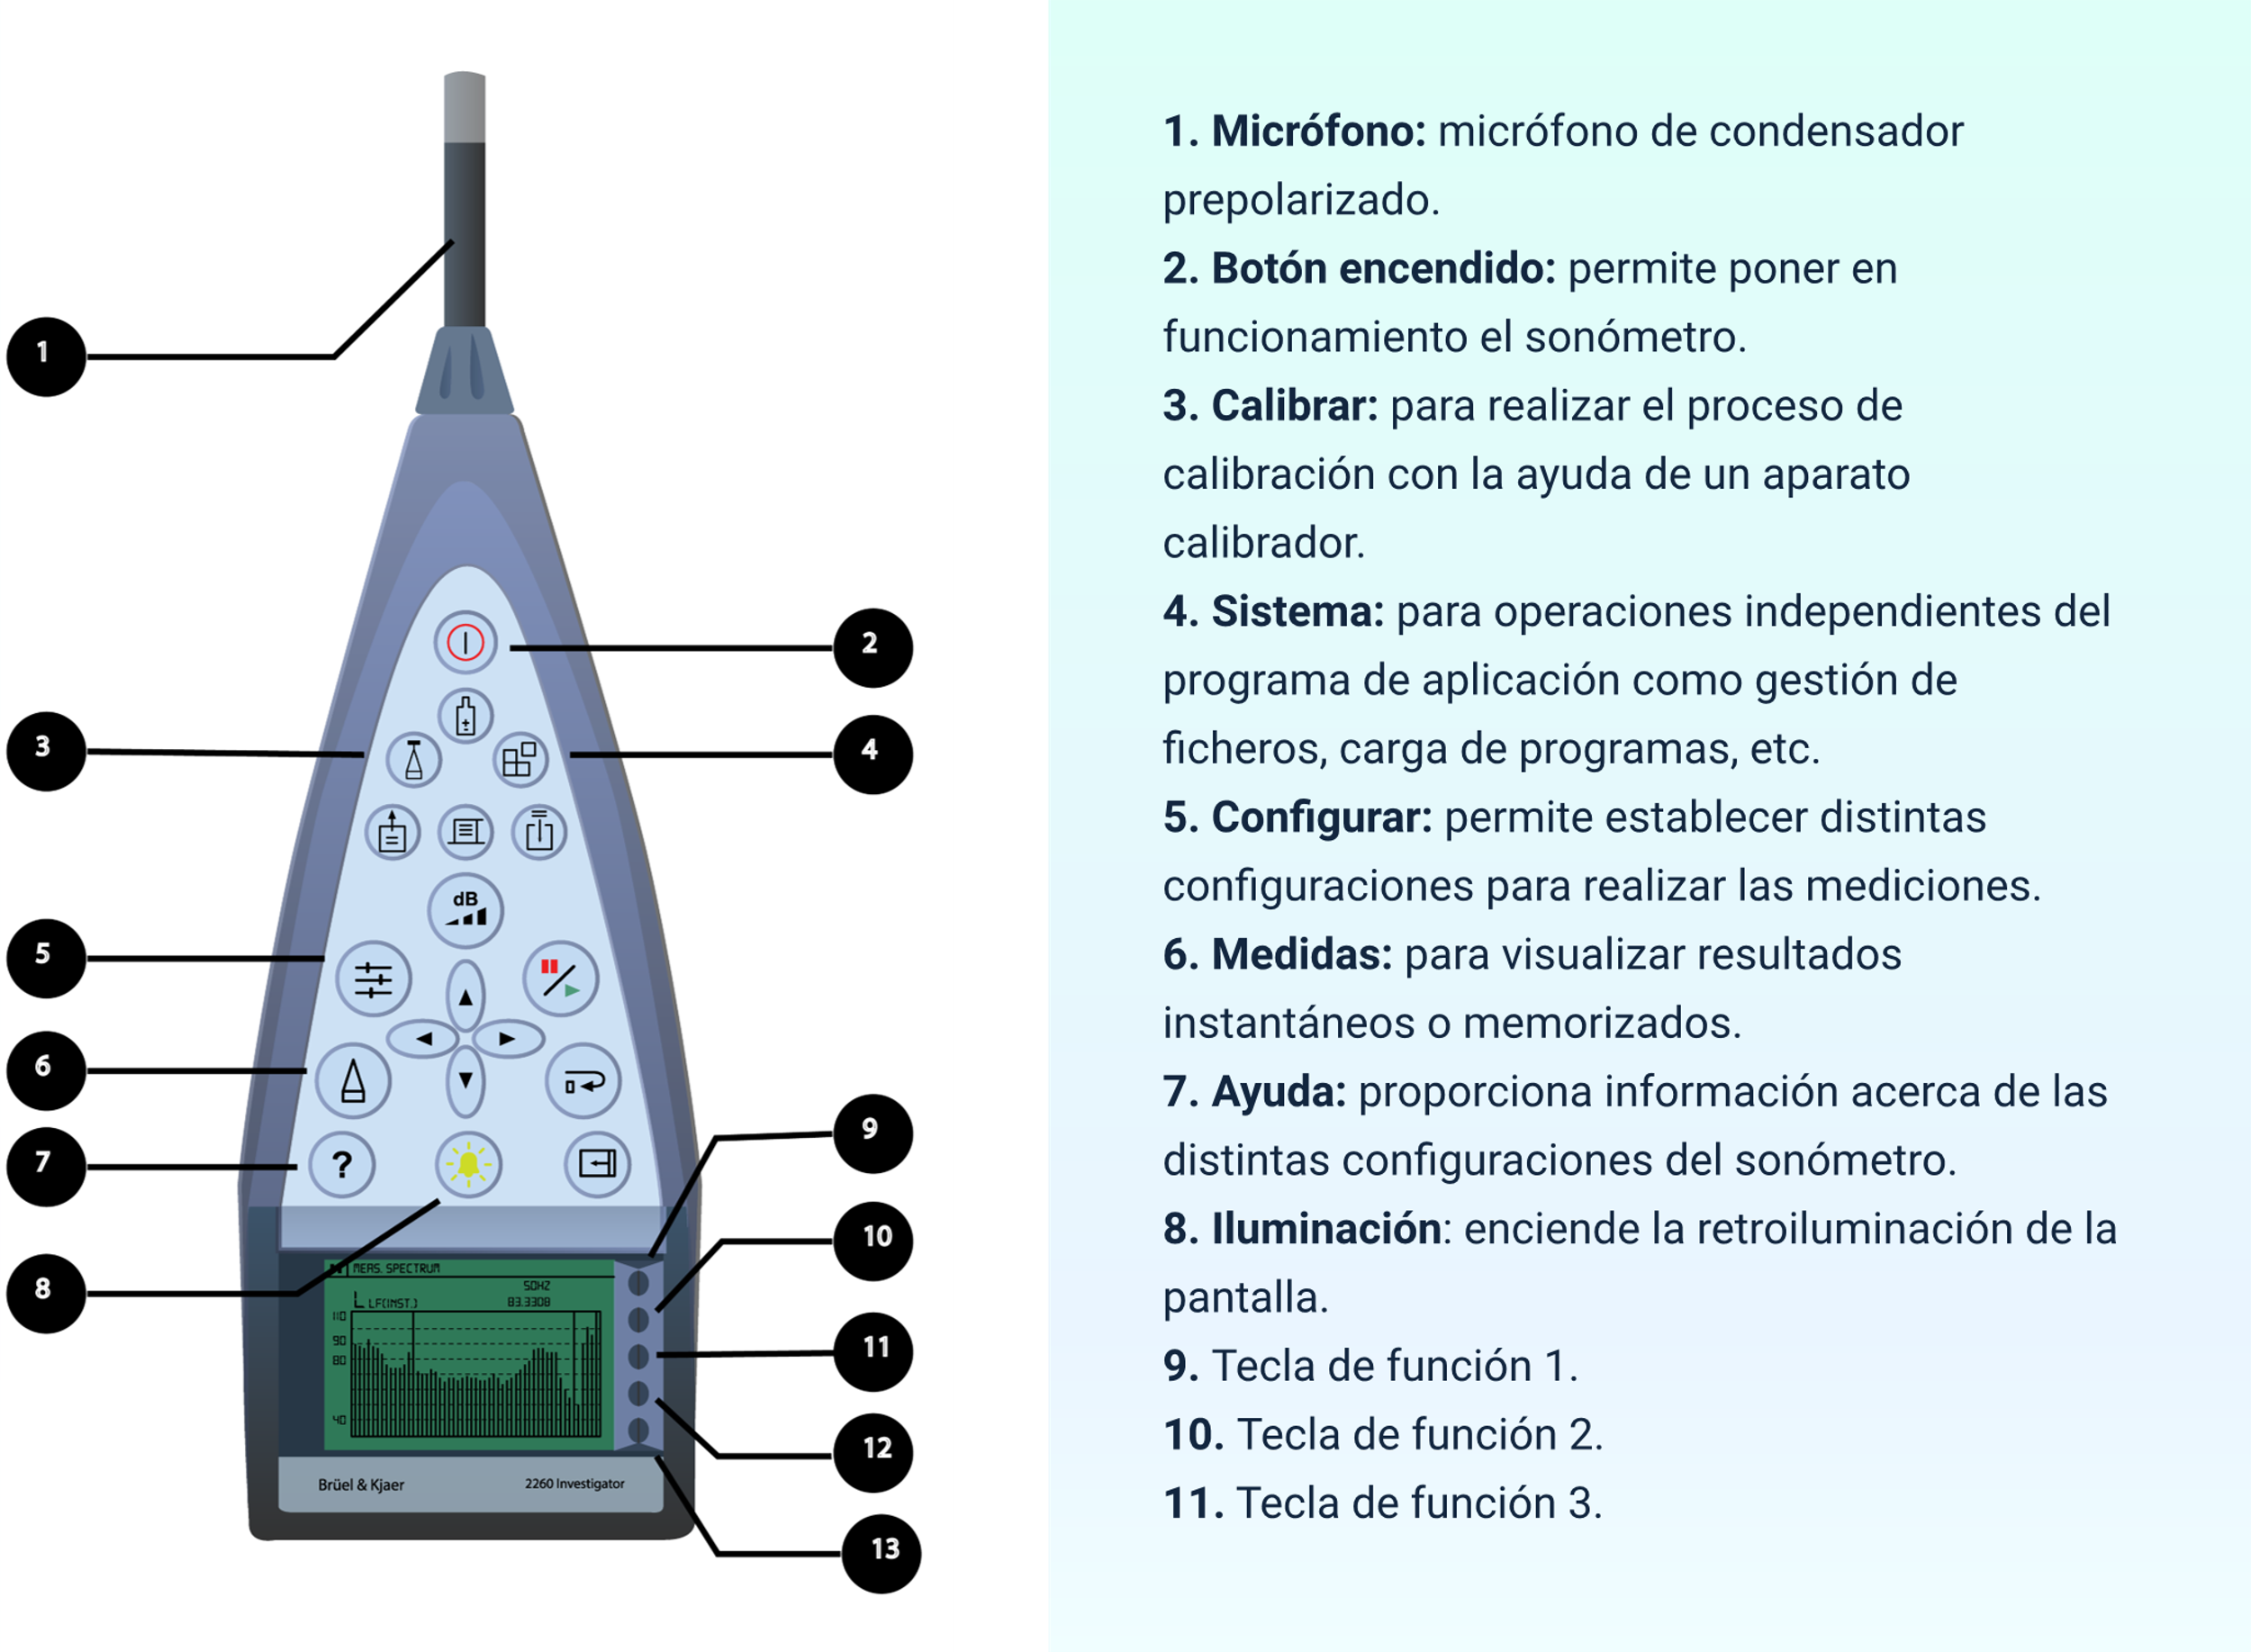 1
2
3
4
dB
5
6
7
?
8
9
10
11
12
13
MEAS. SPECTRUM
50HZ
L LF(INST.) 83.3308
110
90
80
40
Brüel & Kjaer 2260 Investigator
1. Micrófono: micrófono de condensador
prepolarizado.
2. Botón encendido: permite poner en
funcionamiento el sonómetro.
3. Calibrar: para realizar el proceso de
calibración con la ayuda de un aparato
calibrador.
4. Sistema: para operaciones independientes del
programa de aplicación como gestión de
ficheros, carga de programas, etc.
5. Configurar: permite establecer distintas
configuraciones para realizar las mediciones.
6. Medidas: para visualizar resultados
instantáneos o memorizados.
7. Ayuda: proporciona información acerca de las
distintas configuraciones del sonómetro.
8. Iluminación: enciende la retroiluminación de la
pantalla.
9. Tecla de función 1.
10. Tecla de función 2.
11. Tecla de función 3.